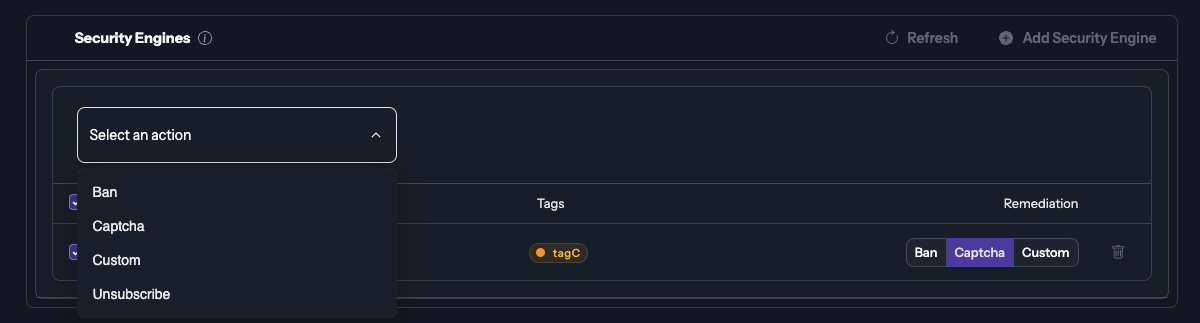 Security Engines
Refresh
Add Security Engine
Select an action
Ban
Captcha
Custom
Unsubscribe
Tags
Remediation
tagC
Ban Captcha Custom